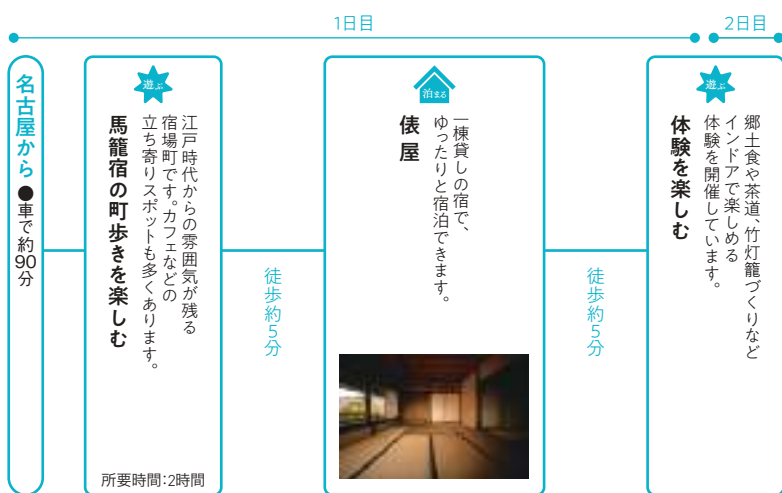 1日目
2日目
名古屋から
●車で約90分
遊ぶ
馬籠宿の町歩きを楽しむ
江戸時代からの雰囲気が残る
宿場町です。カフェなどの
立ち寄りスポットも多くあります。
所要時間:2時間
徒歩約5分
泊まる
俵屋
一棟貸しの宿で、
ゆったりと宿泊できます。
徒歩約5分
遊ぶ
体験を楽しむ
郷土食や茶道、竹灯籠づくりなど
インドアで楽しめる
体験を開催しています。